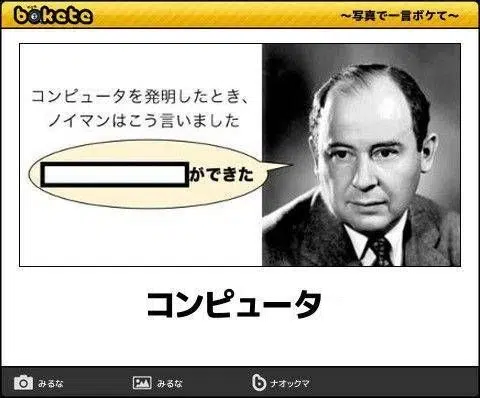 bokete
〜写真で一言ボケて〜
コンピュータを発明したとき、
ノイマンはこう言いました
ができた
コンピュータ
みるな
みるな
ナオックマ